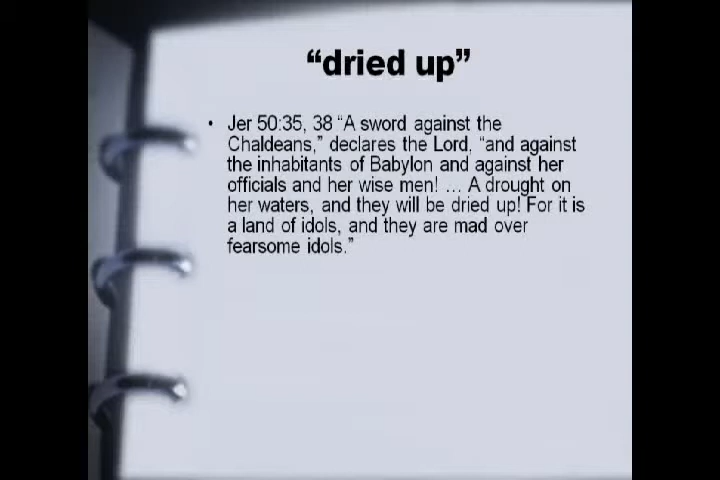 “dried up”
• Jer 50:35, 38 “A sword against the
Chaldeans,” declares the Lord, “and against
the inhabitants of Babylon and against her
officials and her wise men! … A drought on
her waters, and they will be dried up! For it is
a land of idols, and they are mad over
fearsome idols.”